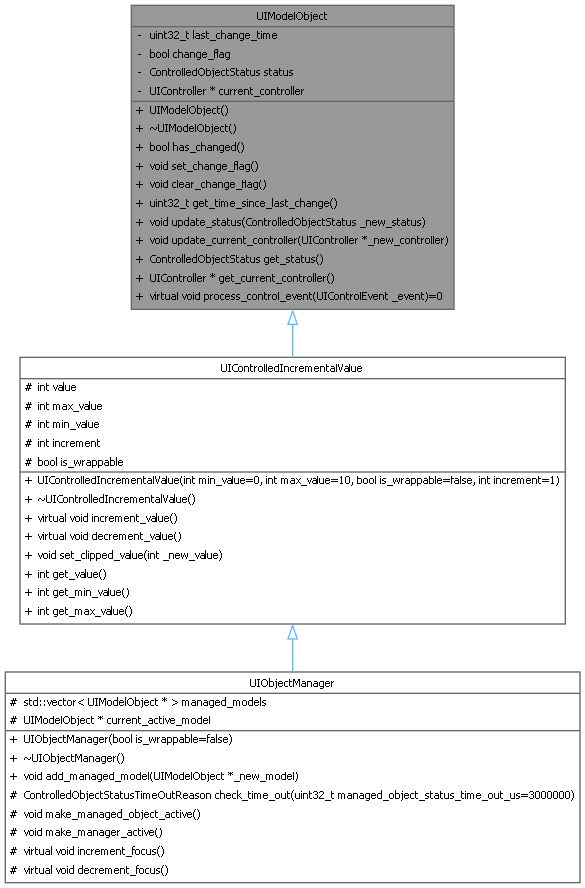 UIModelObject
- uint32_t last_change_time
- bool change_flag
- ControlledObjectStatus status
- UIController * current_controller
+ UIModelObject()
+ ~UIModelObject()
+ bool has_changed()
+ void set_change_flag()
+ void clear_change_flag()
+ uint32_t get_time_since_last_change()
+ void update_status(ControlledObjectStatus _new_status)
+ void update_current_controller(UIController *_new_controller)
+ ControlledObjectStatus get_status()
+ UIController * get_current_controller()
+ virtual void process_control_event(UIControlEvent _event)=0
UIControlledIncrementalValue
# int value
# int max_value
# int min_value
# int increment
# bool is_wrappable
+ UIControlledIncrementalValue(int min_value=0, int max_value=10, bool is_wrappable=false, int increment=1)
+ ~UIControlledIncrementalValue()
+ virtual void increment_value()
+ virtual void decrement_value()
+ void set_clipped_value(int _new_value)
+ int get_value()
+ int get_min_value()
+ int get_max_value()
UIObjectManager
# std::vector< UIModelObject * > managed_models
# UIModelObject * current_active_model
+ UIObjectManager(bool is_wrappable=false)
+ ~UIObjectManager()
+ void add_managed_model(UIModelObject *_new_model)
# ControlledObjectStatusTimeOutReason check_time_out(uint32_t managed_object_status_time_out_us=3000000)
# void make_managed_object_active()
# void make_manager_active()
# virtual void increment_focus()
# virtual void decrement_focus()